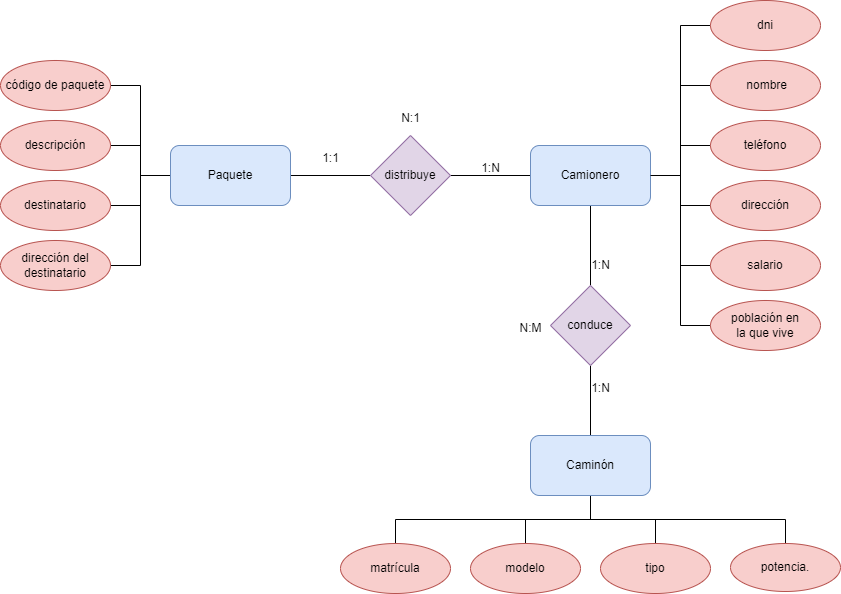 dni
código de paquete
nombre
N:1
descripción
teléfono
1:1
1:N
Paquete
distribuye
Camionero
destinatario
dirección
dirección del
destinatario
1:N
salario
N:M
conduce
población en
la que vive
1:N
Caminón
matrícula
modelo
tipo
potencia.